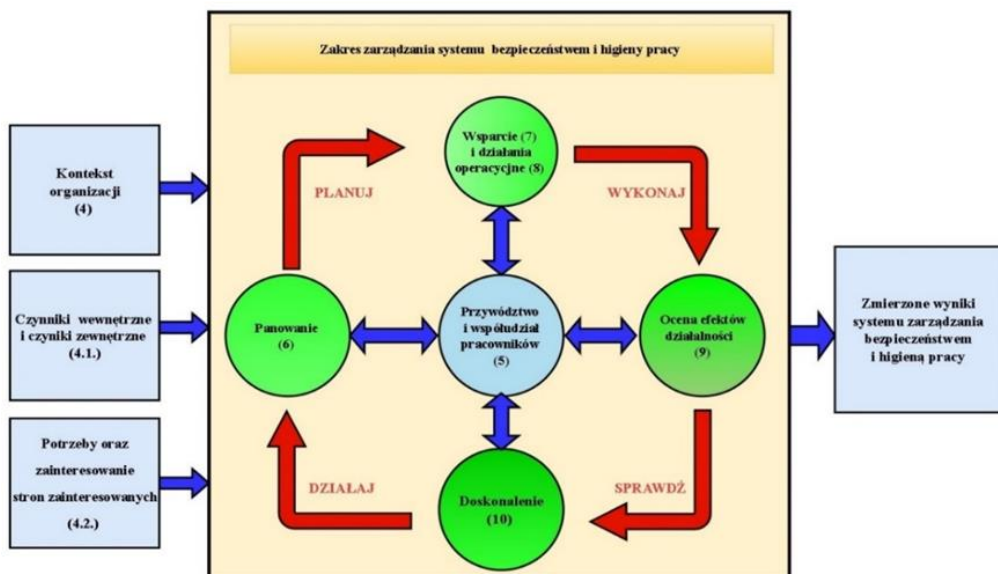 Zakres zarządzania systemu bezpieczeństwem i higieny pracy
Kontekst
organizacji
(4)
Czynniki wewnętrzne
i czyniki zewnętrzne
(4.1.)
Potrzeby oraz
zainteresowanie
stron zainteresowanych
(4.2.)
PLANUJ
Wsparcie (7)
i działania
operacyjne (8)
WYKONAJ
Panowanie
(6)
Przywództwo
i współudział
pracowników
(5)
Ocena efektów
działalności
(9)
DZIAŁAJ
Doskonalenie
(10)
SPRAWDŹ
Zmierzone wyniki
systemu zarządzania
bezpieczeństwem
i higieną pracy